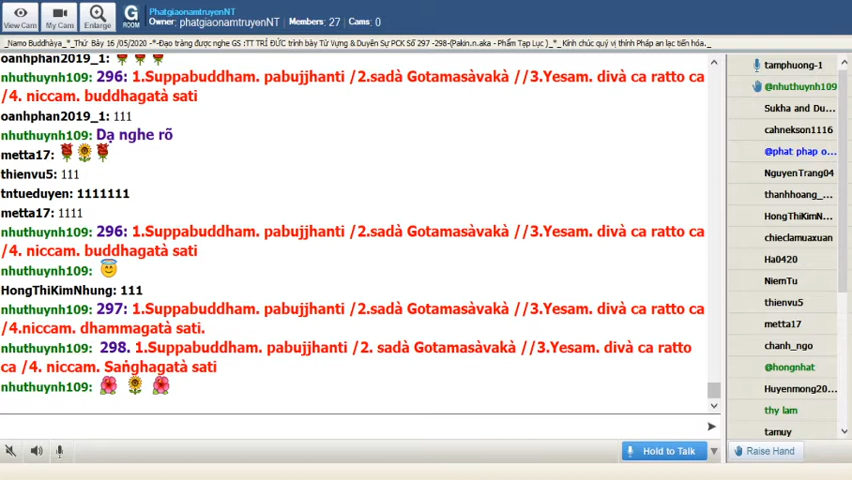 View Cam
My Cam
Enlarge
G
ROOM
PhatgiaonamtruyenNT
Owner: phatgiaonamtruyenNT Members: 27 Cams: 0
_Namo Buddhàya_*_Thứ Bảy 16 /05/2020 -*-Đạo tràng được nghe GS :TT TRÍ ĐỨC trình bày Từ Vựng & Duyên Sự PCK Số 297 -298-(Pakin.n.aka - Phẩm Tạp Lục )_*_ Kính chúc quý vị thính Pháp an lạc tiến hóa._
oanhphan2019_1:
nhuthuynh109: 296: 1.Suppabuddham. pabujjhanti /2.sadà Gotamasàvakà //3.Yesam. divà ca ratto ca
/4. niccam. buddhagatà sati
oanhphan2019_1: 111
nhuthuynh109: Dạ nghe rõ
metta17:
thienvu5: 111
tntueduyen: 1111111
metta17: 1111
nhuthuynh109: 296: 1.Suppabuddham. pabujjhanti /2.sadà Gotamasàvakà //3.Yesam. divà ca ratto ca
/4. niccam. buddhagatà sati
nhuthuynh109:
HongThiKimNhung: 111
nhuthuynh109: 297: 1.Suppabuddham. pabujjhanti /2.sadà Gotamasàvakà //3.Yesam. divà ca ratto ca
/4.niccam. dhammagatà sati.
nhuthuynh109: 298. 1.Suppabuddham. pabujjhanti /2. sadà Gotamasàvakà //3.Yesam. divà ca ratto
ca /4. niccam. Saṅghagatà sati
nhuthuynh109:
Hold to Talk
tamphuong-1
@nhuthuynh109
Sukha and Du...
cahnekson1116
@phat phap o...
NguyenTrang04
thanhhoang_...
HongThiKimN...
chieclamuaxuan
Ha0420
NiemTu
thienvu5
metta17
chanh_ngo
@hongnhat
Huyenmong20...
thy lam
tamuy
Raise Hand